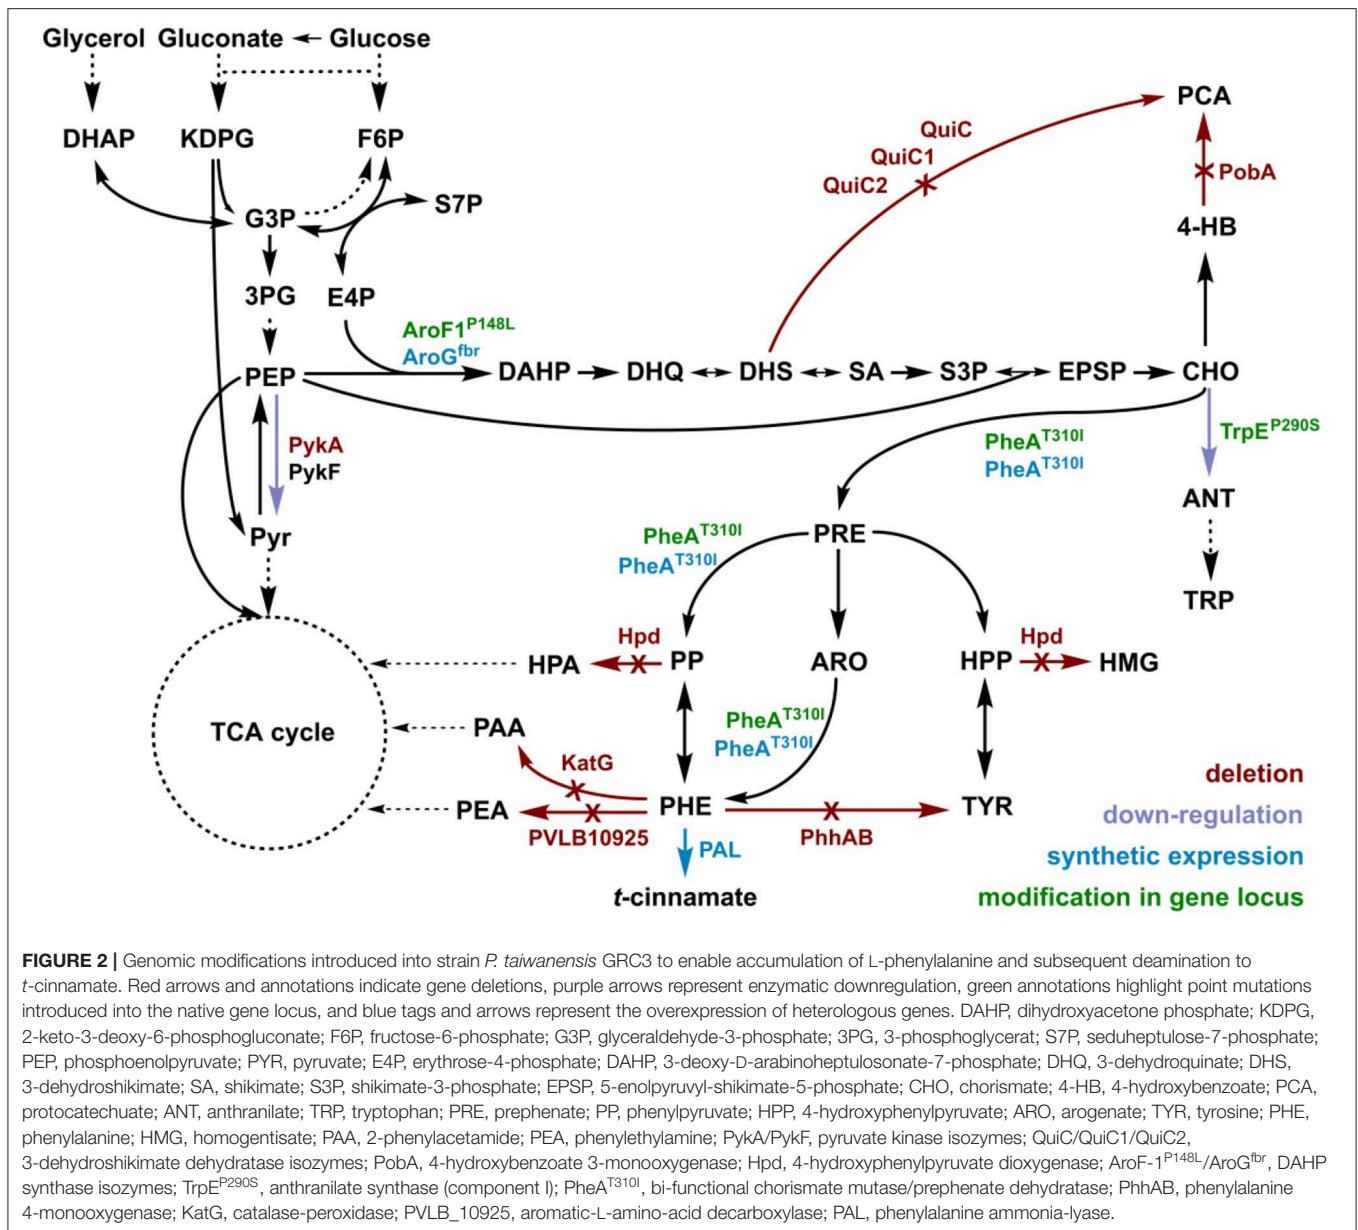 Glycerol Gluconate Glucose
DHAP KDPG F6P
PCA
QuiC
QuiC1
QuiC2
PobA
G3P S7P
4-HB
3PG E4P
AroF1P148L
AroGfbr
PEP DAHP DHQ DHS SA S3P EPSP CHO
PykA
PykF
PheAT310I
PheAT310I
TrpEP290S
ANT
Pyr
PheAT310I
PheAT310I
PRE
TRP
Hpd
HPA PP ARO HPP
Hpd
HMG
TCA cycle
PAA
PheAT310I
PheAT310I
KatG
PEA PHE TYR
PVLB10925 PhhAB
PAL
t-cinnamate
deletion
down-regulation
synthetic expression
modification in gene locus
FIGURE 2 | Genomic modifications introduced into strain P. taiwanensis GRC3 to enable accumulation of L-phenylalanine and subsequent deamination to
t-cinnamate. Red arrows and annotations indicate gene deletions, purple arrows represent enzymatic downregulation, green annotations highlight point mutations
introduced into the native gene locus, and blue tags and arrows represent the overexpression of heterologous genes. DAHP, dihydroxyacetone phosphate; KDPG,
2-keto-3-deoxy-6-phosphogluconate; F6P, fructose-6-phosphate; G3P, glyceraldehyde-3-phosphate; 3PG, 3-phosphoglycerat; S7P, seduheptulose-7-phosphate;
PEP, phosphoenolpyruvate; PYR, pyruvate; E4P, erythrose-4-phosphate; DAHP, 3-deoxy-D-arabinoheptulosonate-7-phosphate; DHQ, 3-dehydroquinate; DHS,
3-dehydroshikimate; SA, shikimate; S3P, shikimate-3-phosphate; EPSP, 5-enolpyruvyl-shikimate-5-phosphate; CHO, chorismate; 4-HB, 4-hydroxybenzoate; PCA,
protocatechuate; ANT, anthranilate; TRP, tryptophan; PRE, prephenate; PP, phenylpyruvate; HPP, 4-hydroxyphenylpyruvate; ARO, arogenate; TYR, tyrosine; PHE,
phenylalanine; HMG, homogentisate; PAA, 2-phenylacetamide; PEA, phenylethylamine; PykA/PykF, pyruvate kinase isozymes; QuiC/QuiC1/QuiC2,
3-dehydroshikimate dehydratase isozymes; PobA, 4-hydroxybenzoate 3-monooxygenase; Hpd, 4-hydroxyphenylpyruvate dioxygenase; AroF-1P148L/AroGfbr, DAHP
synthase isozymes; TrpEP290S, anthranilate synthase (component I); PheAT310I, bi-functional chorismate mutase/prephenate dehydratase; PhhAB, phenylalanine
4-monooxygenase; KatG, catalase-peroxidase; PVLB_10925, aromatic-L-amino-acid decarboxylase; PAL, phenylalanine ammonia-lyase.